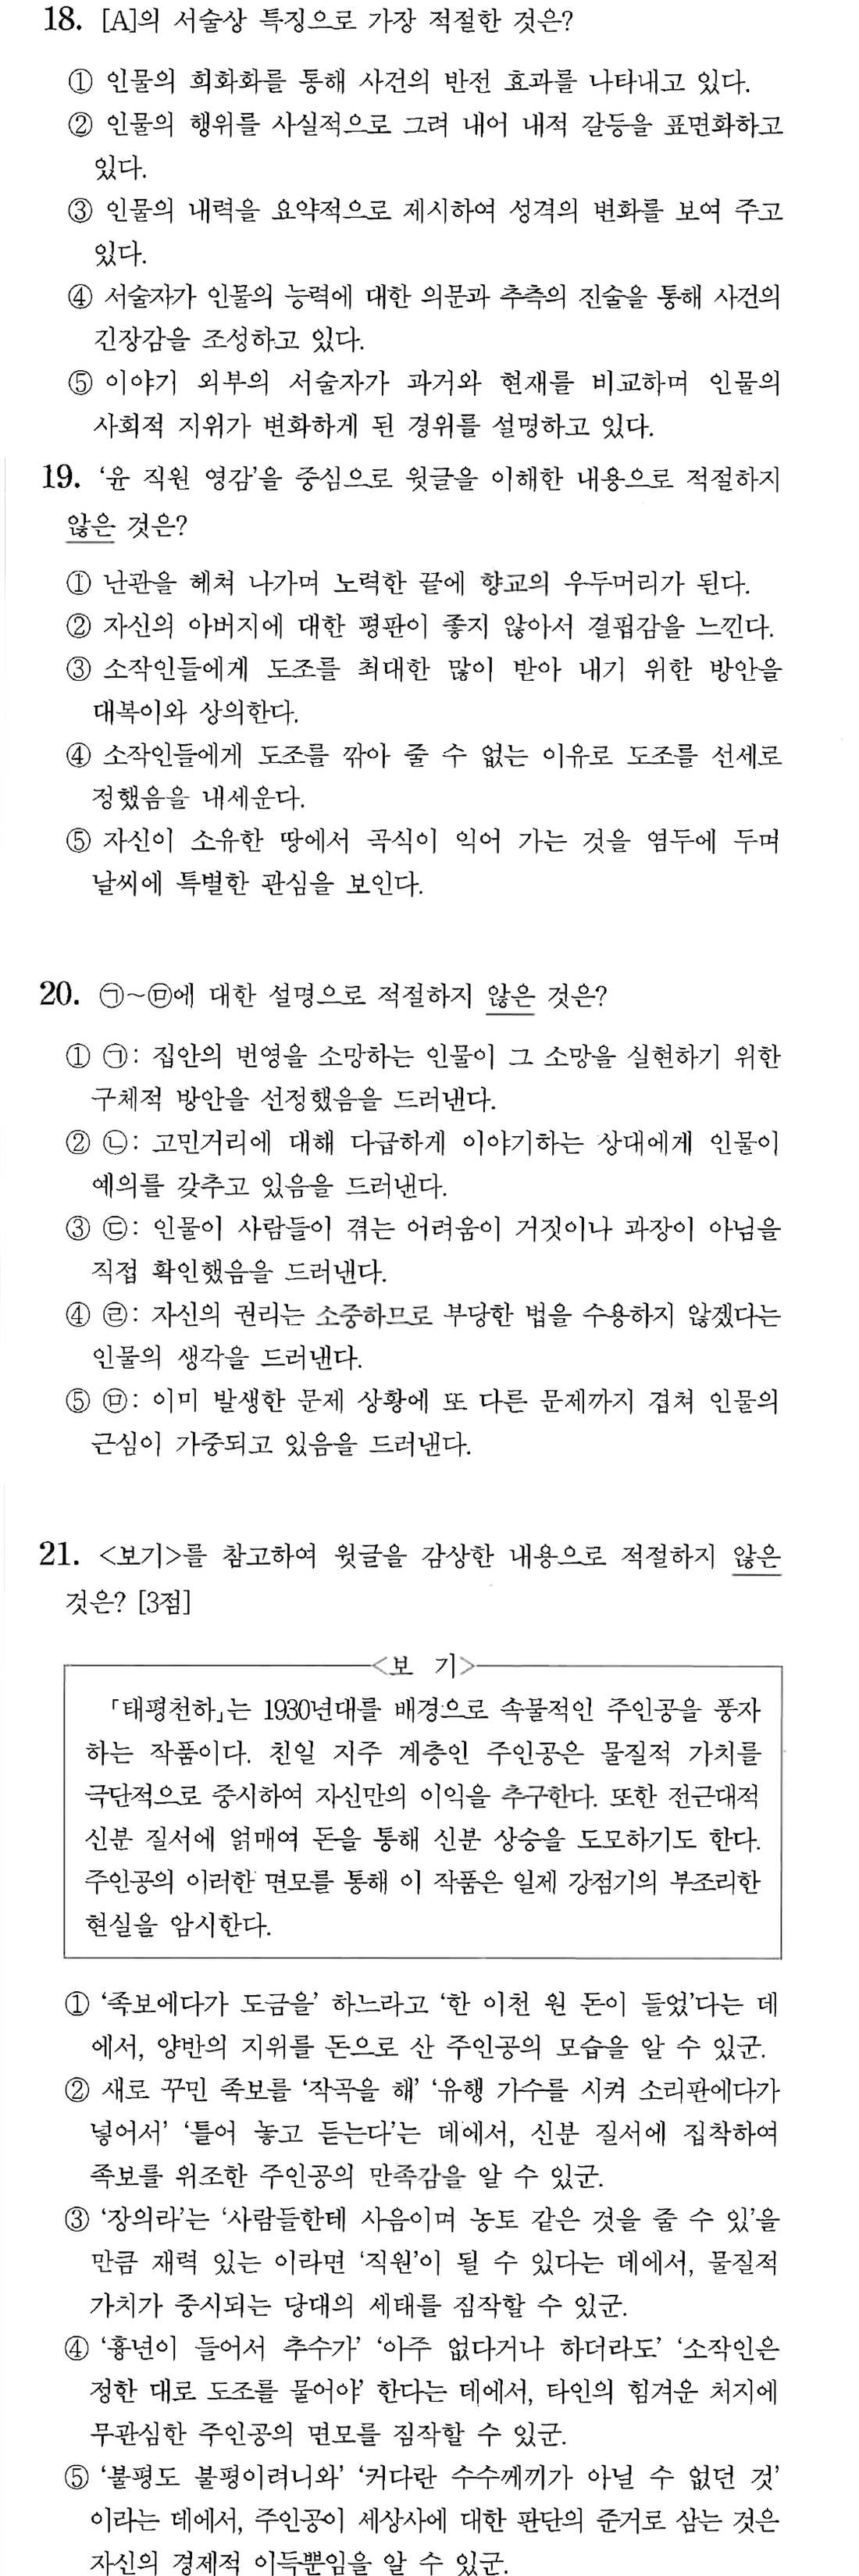 18. [A]의 서술상 특징으로 가장 적절한 것은?
① 인물의 희화화를 통해 사건의 반전 효과를 나타내고 있다.
② 인물의 행위를 사실적으로 그려 내어 내적 갈등을 표면화하고
있다.
③ 인물의 내력을 요약적으로 제시하여 성격의 변화를 보여 주고
있다.
④ 서술자가 인물의 능력에 대한 의문과 추측의 진술을 통해 사건의
긴장감을 조성하고 있다.
⑤ 이야기 외부의 서술자가 과거와 현재를 비교하며 인물의
사회적 지위가 변화하게 된 경위를 설명하고 있다.
19. ‘윤 직원 영감’을 중심으로 윗글을 이해한 내용으로 적절하지
않은 것은?
① 난관을 헤쳐 나가며 노력한 끝에 향교의 우두머리가 된다.
② 자신의 아버지에 대한 평판이 좋지 않아서 결핍감을 느낀다.
③ 소작인들에게 도조를 최대한 많이 받아 내기 위한 방안을
대복이와 상의한다.
④ 소작인들에게 도조를 깎아 줄 수 없는 이유로 도조를 선세로
정했음을 내세운다.
⑤ 자신이 소유한 땅에서 곡식이 익어 가는 것을 염두에 두며
날씨에 특별한 관심을 보인다.
20. ㉠~㉤에 대한 설명으로 적절하지 않은 것은?
① ㉠: 집안의 번영을 소망하는 인물이 그 소망을 실현하기 위한
구체적 방안을 선정했음을 드러낸다.
② ㉡: 고민거리에 대해 다급하게 이야기하는 상대에게 인물이
예의를 갖추고 있음을 드러낸다.
③ ㉢: 인물이 사람들이 겪는 어려움이 거짓이나 과장이 아님을
직접 확인했음을 드러낸다.
④ ㉣: 자신의 권리는 소중하므로 부당한 법을 수용하지 않겠다는
인물의 생각을 드러낸다.
⑤ ㉤: 이미 발생한 문제 상황에 또 다른 문제까지 겹쳐 인물의
근심이 가중되고 있음을 드러낸다.
21. <보기>를 참고하여 윗글을 감상한 내용으로 적절하지 않은
것은? [3점]
<보 기>
「태평천하」는 1930년대를 배경으로 속물적인 주인공을 풍자
하는 작품이다. 친일 지주 계층인 주인공은 물질적 가치를
극단적으로 중시하여 자신만의 이익을 추구한다. 또한 전근대적
신분 질서에 얽매여 돈을 통해 신분 상승을 도모하기도 한다.
주인공의 이러한 면모를 통해 이 작품은 일제 강점기의 부조리한
현실을 암시한다.
① ‘족보에다가 도금을’ 하느라고 ‘한 이천 원 돈이 들었’다는 데
에서, 양반의 지위를 돈으로 산 주인공의 모습을 알 수 있군.
② 새로 꾸민 족보를 ‘작곡을 해’ ‘유행 가수를 시켜 소리판에다가
넣어서’ ‘틀어 놓고 듣는다’는 데에서, 신분 질서에 집착하여
족보를 위조한 주인공의 만족감을 알 수 있군.
③ ‘장의라’는 ‘사람들한테 사음이며 농토 같은 것을 줄 수 있’을
만큼 재력 있는 이라면 ‘직원’이 될 수 있다는 데에서, 물질적
가치가 중시되는 당대의 세태를 짐작할 수 있군.
④ ‘흉년이 들어서 추수가’ ‘아주 없다거나 하더라도’ ‘소작인은
정한 대로 도조를 물어야’ 한다는 데에서, 타인의 힘겨운 처지에
무관심한 주인공의 면모를 짐작할 수 있군.
⑤ ‘불평도 불평이려니와’ ‘커다란 수수께끼가 아닐 수 없던 것’
이라는 데에서, 주인공이 세상사에 대한 판단의 준거로 삼는 것은
자신의 경제적 이득뿐임을 알 수 있군.